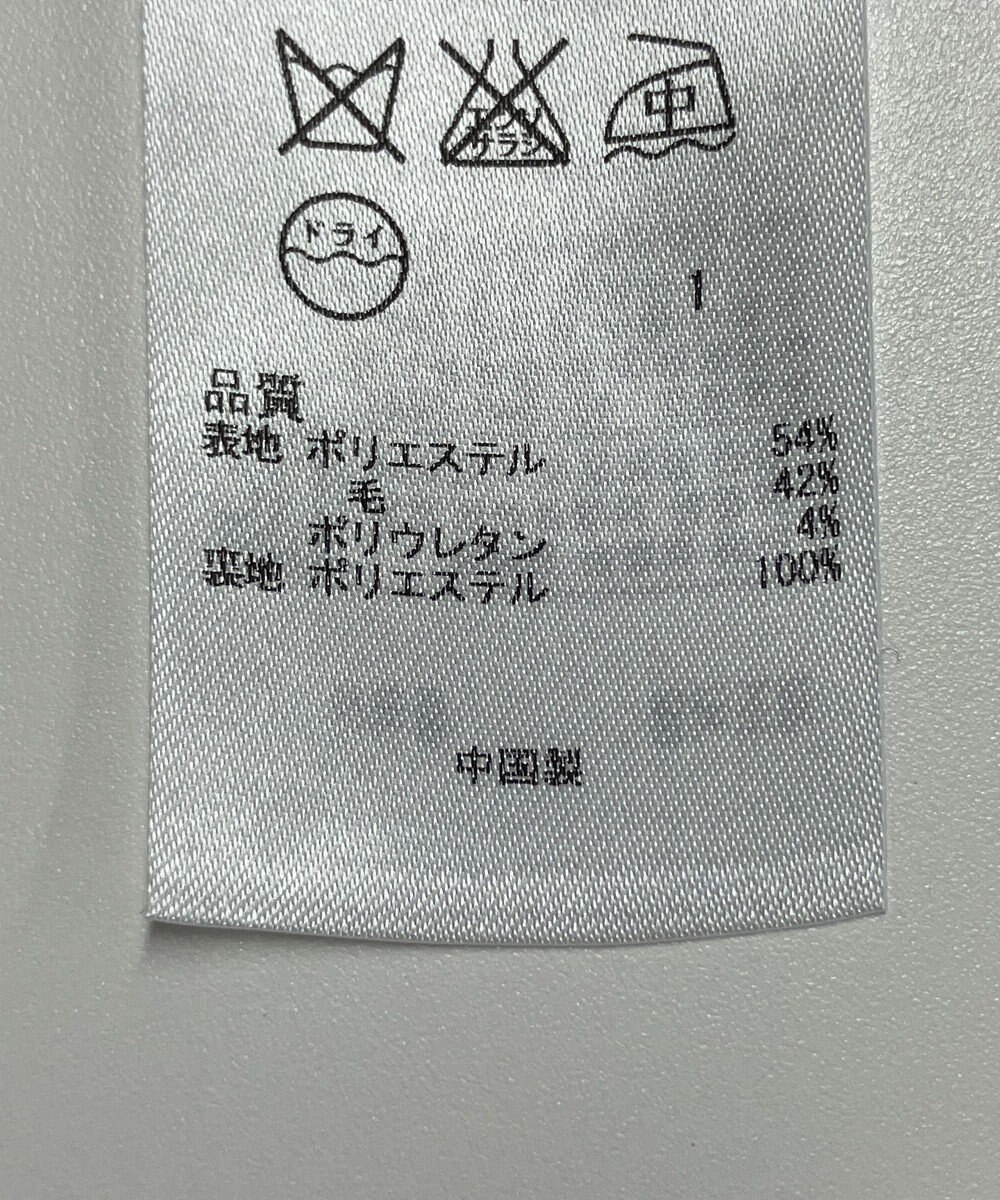 エンソ
サラシ
中
ドライ
1
品質
表地 ポリエステル 54%
毛 42%
ポリウレタン 4%
裏地 ポリエステル 100%
中国製